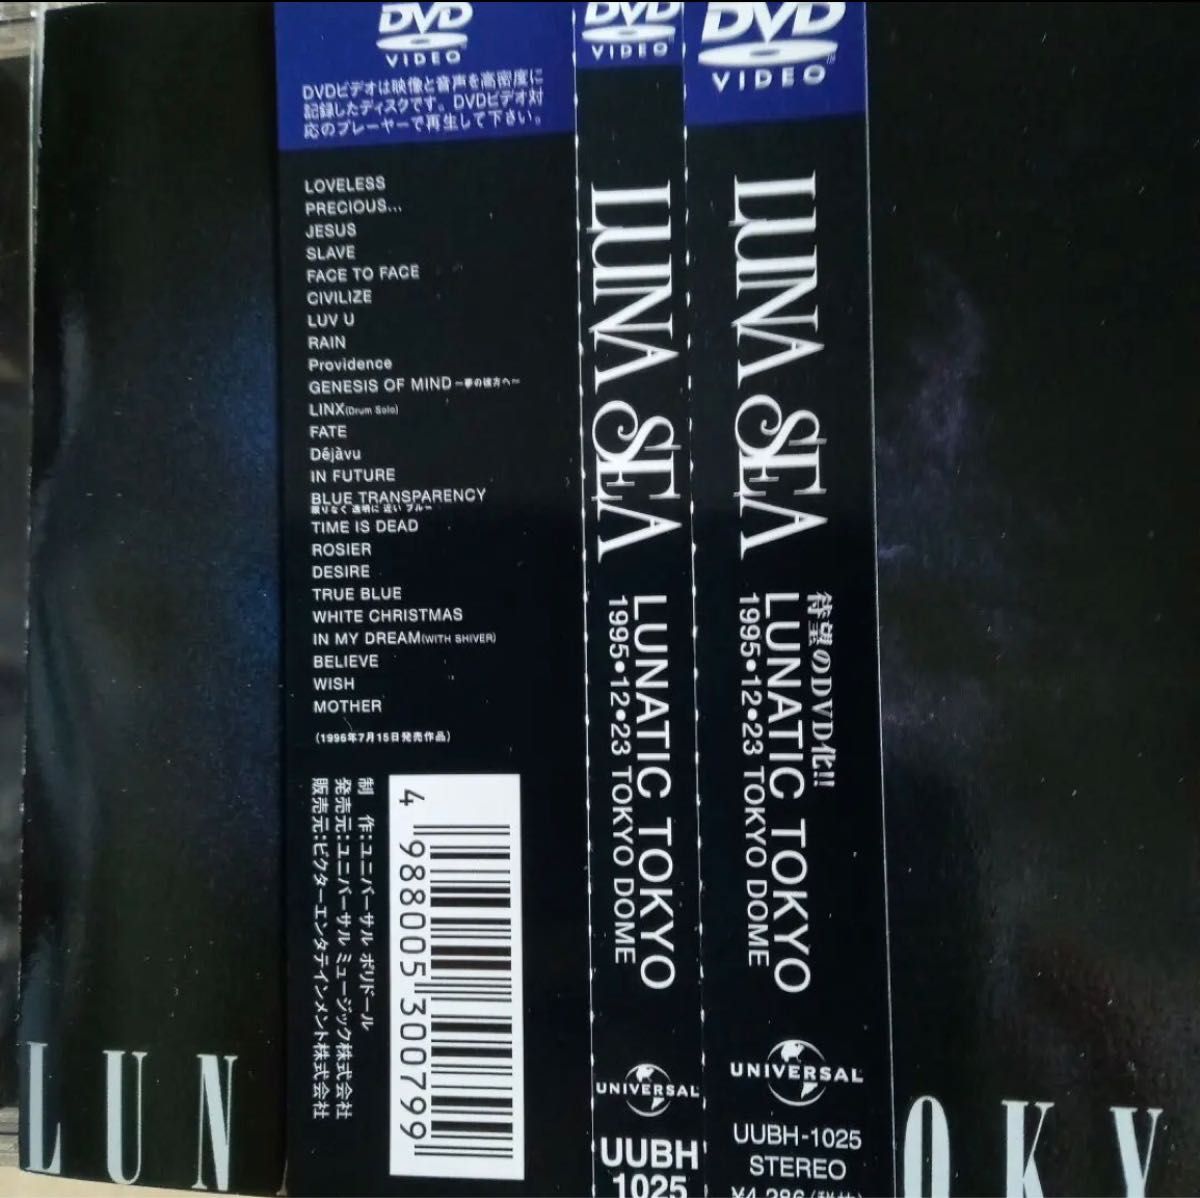 DVD
VIDEO
DVDビデオは映像と音声を高密度に
記録したディスクです。DVDビデオ対
応のプレーヤーで再生して下さい。
LOVELESS
PRECIOUS...
JESUS
SLAVE
FACE TO FACE
CIVILIZE
LUV U
RAIN
Providence
GENESIS OF MIND～夢の彼方へ～
LINX(Drum Solo)
FATE
Déjàvu
IN FUTURE
BLUE TRANSPARENCY
限りなく透明に近いブルー
TIME IS DEAD
ROSIER
DESIRE
TRUE BLUE
WHITE CHRISTMAS
IN MY DREAM(WITH SHIVER)
BELIEVE
WISH
MOTHER
(1996年7月15日発売作品)
制　作:ユニバーサル ポリドール
発売元:ユニバーサル ミュージック株式会社
販売元:ビクターエンタテインメント株式会社
4 988005 300799
DVD
VIDEO
LUNA SEA
LUNATIC TOKYO
1995•12•23 TOKYO DOME
UNIVERSAL
UUBH
1025
DVD
VIDEO
LUNA SEA
待望のDVD化!!
LUNATIC TOKYO
1995•12•23 TOKYO DOME
UNIVERSAL
UUBH-1025
STEREO
¥4,286(税抜)
LUN
OKY